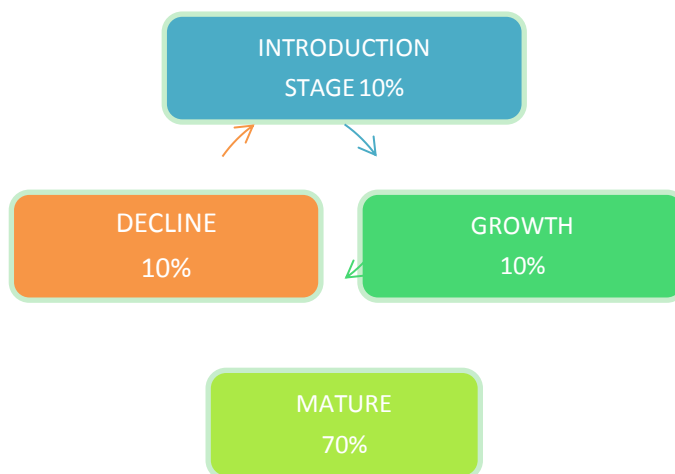 INTRODUCTION
STAGE 10%
DECLINE
10%
GROWTH
10%
MATURE
70%